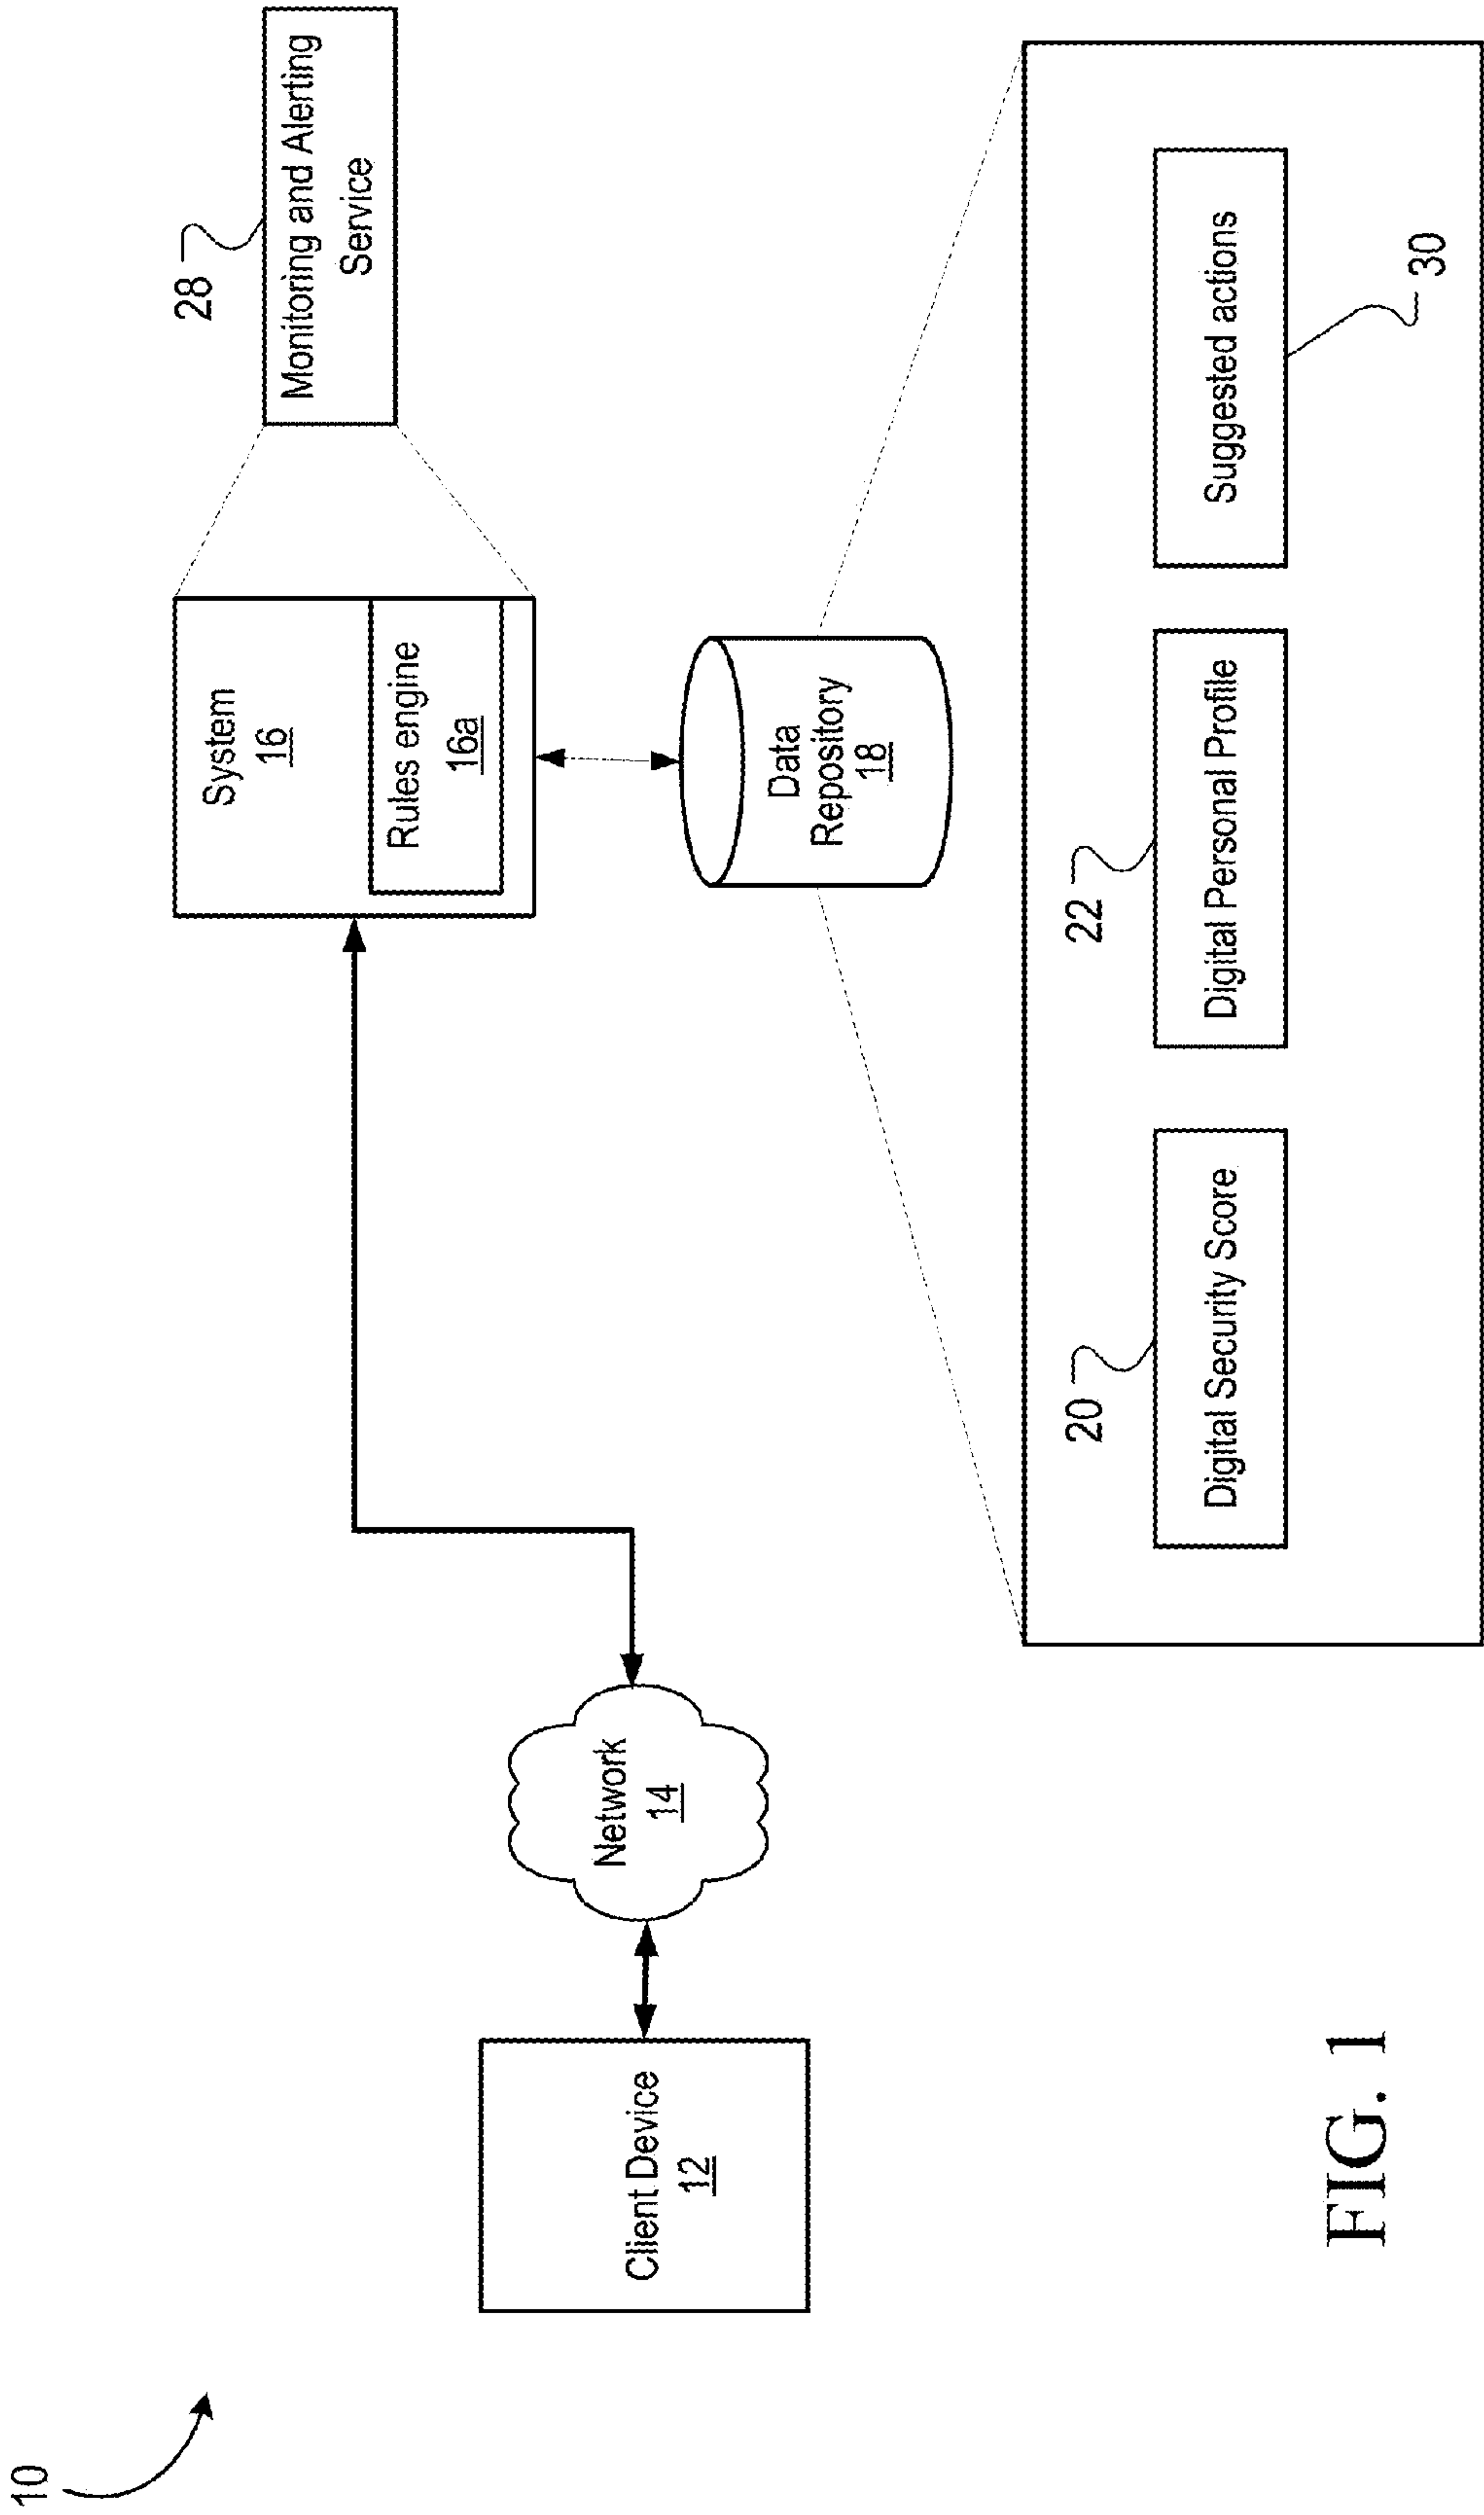 10
Client Device
12
Network
14
System
16
Rules engine
16a
28
Monitoring and Alerting
Service
Data
Repository
18
20
Digital Security Score
22
Digital Personal Profile
Suggested actions
30
FIG. 1